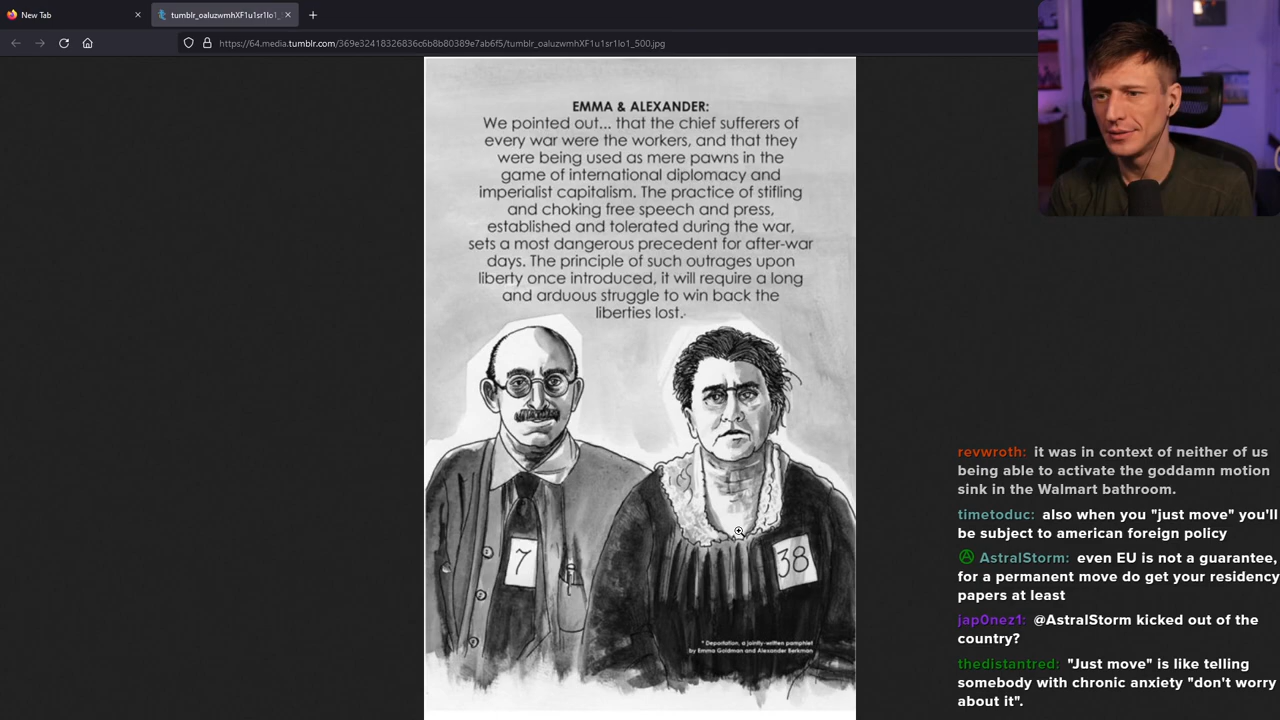 New Tab
tumblr_oaluzwmhXF1u1sr1lo1_
https://64.media.tumblr.com/369e32418326836c6b8b80389e7ab6f5/tumblr_oaluzwmhXF1u1sr1lo1_500.jpg
EMMA & ALEXANDER:
We pointed out... that the chief sufferers of
every war were the workers, and that they
were being used as mere pawns in the
game of international diplomacy and
imperialist capitalism. The practice of stifling
and choking free speech and press,
established and tolerated during the war,
sets a most dangerous precedent for after-war
days. The principle of such outrages upon
liberty once introduced, it will require a long
and arduous struggle to win back the
liberties lost.
7
38
* Deportation, a jointly-written pamphlet
by Emma Goldman and Alexander Berkman
revwroth: it was in context of neither of us
being able to activate the goddamn motion
sink in the Walmart bathroom.
timetoduc: also when you "just move" you'll
be subject to american foreign policy
AstralStorm: even EU is not a guarantee,
for a permanent move do get your residency
papers at least
jap0nez1: @AstralStorm kicked out of the
country?
thedistantred: "Just move" is like telling
somebody with chronic anxiety "don't worry
about it".